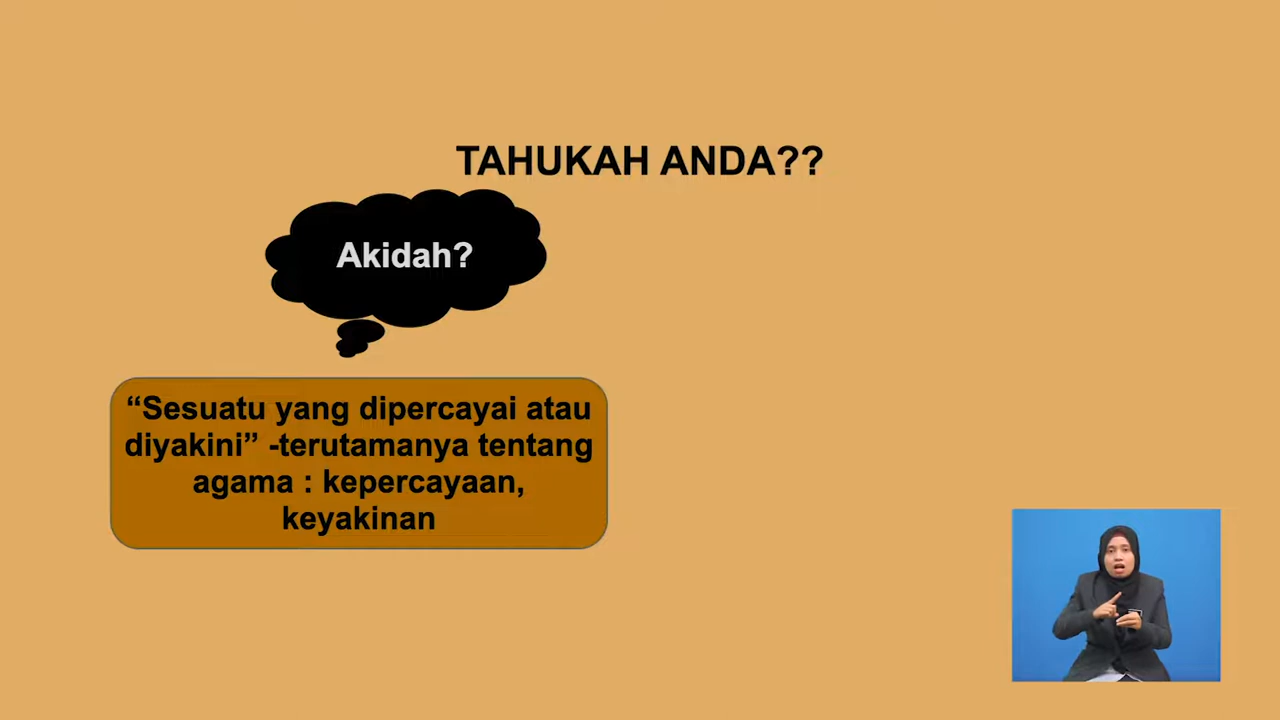 TAHUKAH ANDA??
Akidah?
“Sesuatu yang dipercayai atau
diyakini” -terutamanya tentang
agama : kepercayaan,
keyakinan